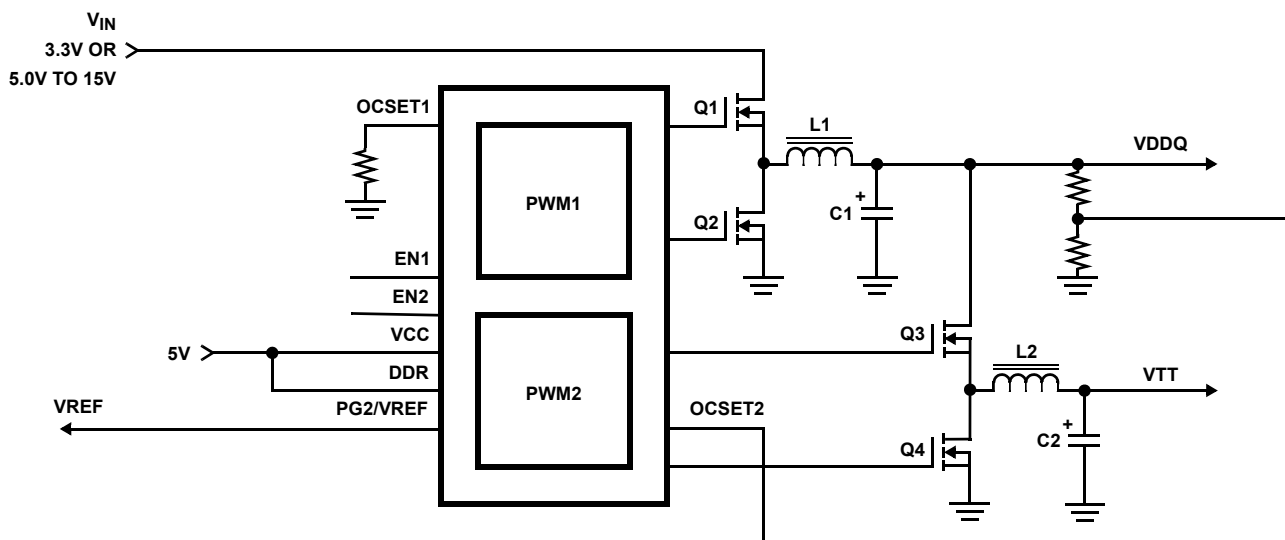 VIN
3.3V OR
5.0V TO 15V
OCSET1
Q1
L1
VDDQ
PWM1
Q2
C1
+
EN1
EN2
VCC
5V
DDR
Q3
L2
VTT
PWM2
VREF
PG2/VREF
OCSET2
Q4
C2
+